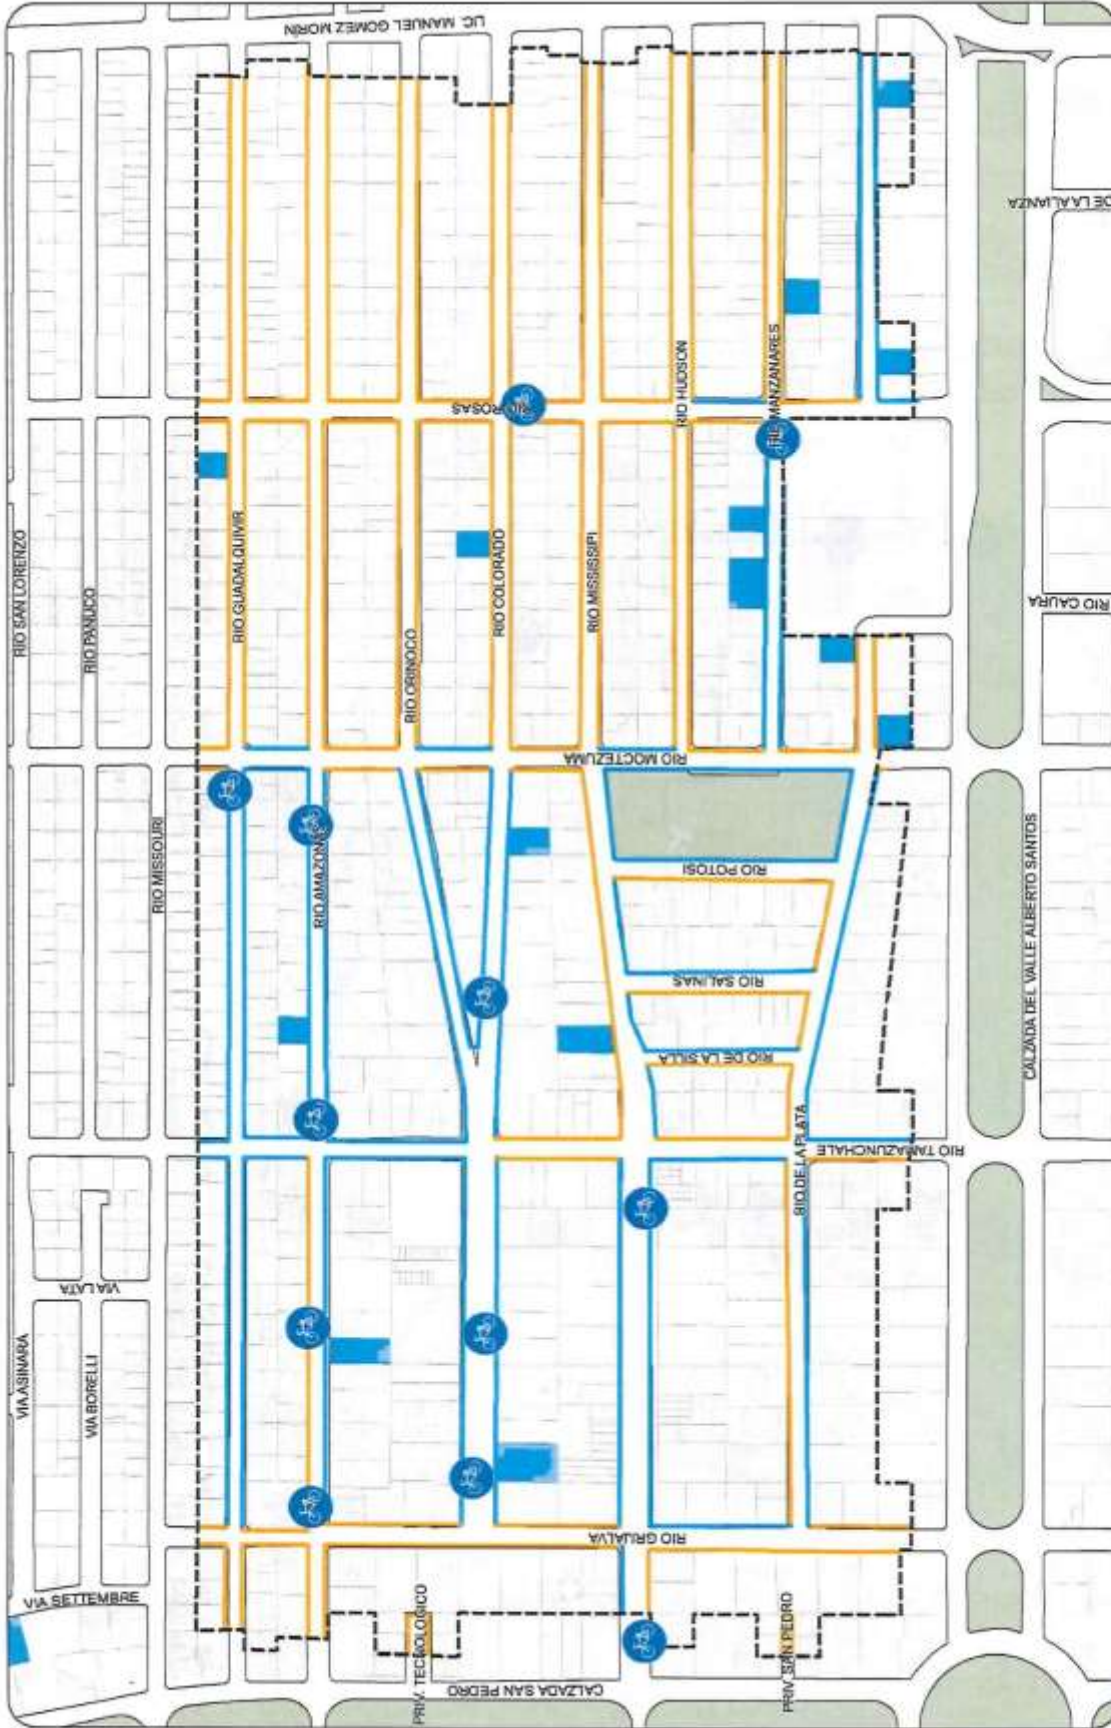 LIC. MANUEL GOMEZ MORIN
DE LA ALIANZA
RIO ROSAS
RIO HUDSON
RIO MANZANARES
RIO SAN LORENZO
RIO PANUCO
RIO GUADALQUIVIR
RIO ORINOCO
RIO COLORADO
RIO MISSISSIPI
RIO CAURA
RIO MOCTEZUMA
RIO MISSOURI
RIO AMAZONAS
RIO POTOSI
RIO SALINAS
RIO DE LA SILLA
CALZADA DEL VALLE ALBERTO SANTOS
RIO DE LA PLATA
RIO TAMAZUNCHALE
VIA LATA
VIA ASINARA
VIA BORELLI
RIO GRIJALVA
VIA SETTEMBRE
PRIV. TECNOLOGICO
PRIV. SAN PEDRO
CALZADA SAN PEDRO